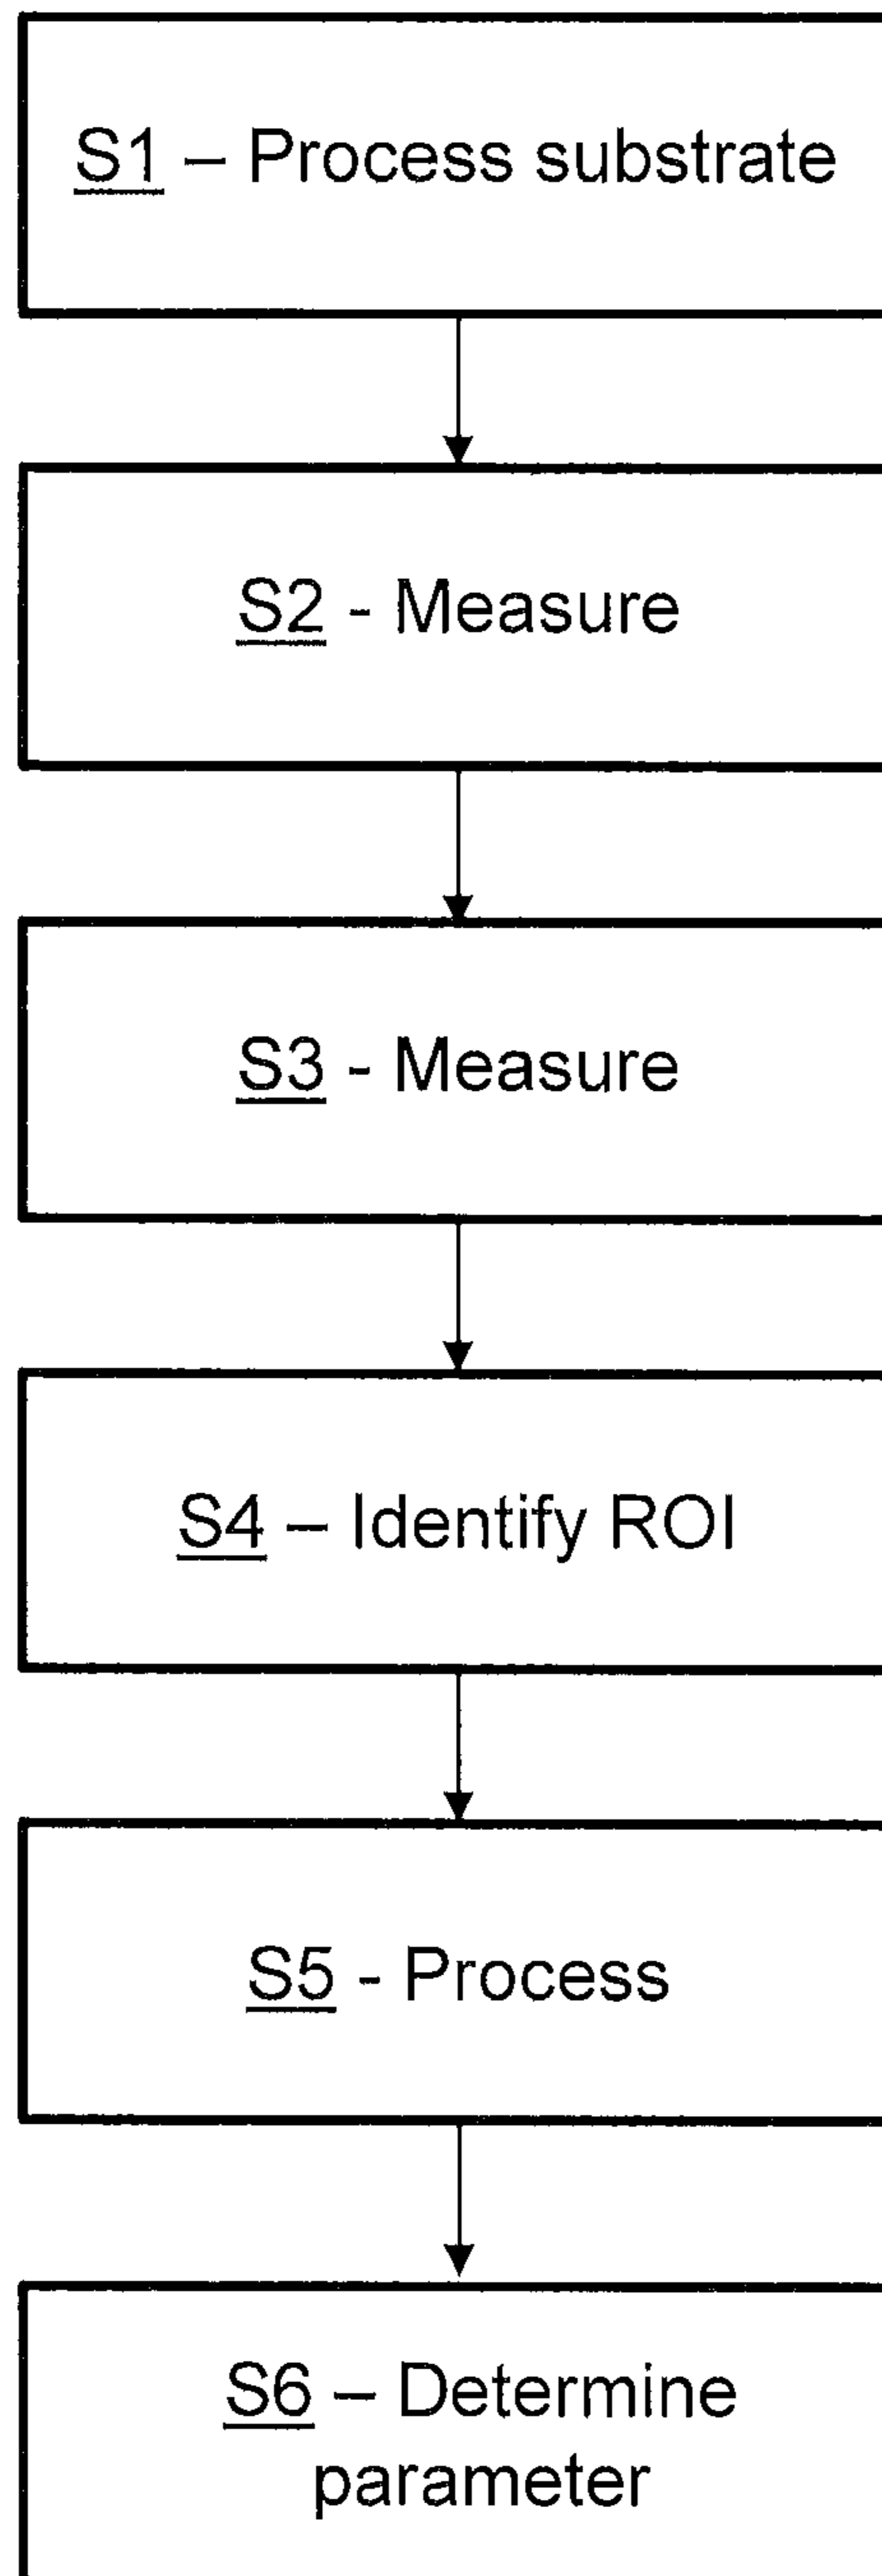 S1 – Process substrate
S2 - Measure
S3 - Measure
S4 – Identify ROI
S5 - Process
S6 – Determine
parameter